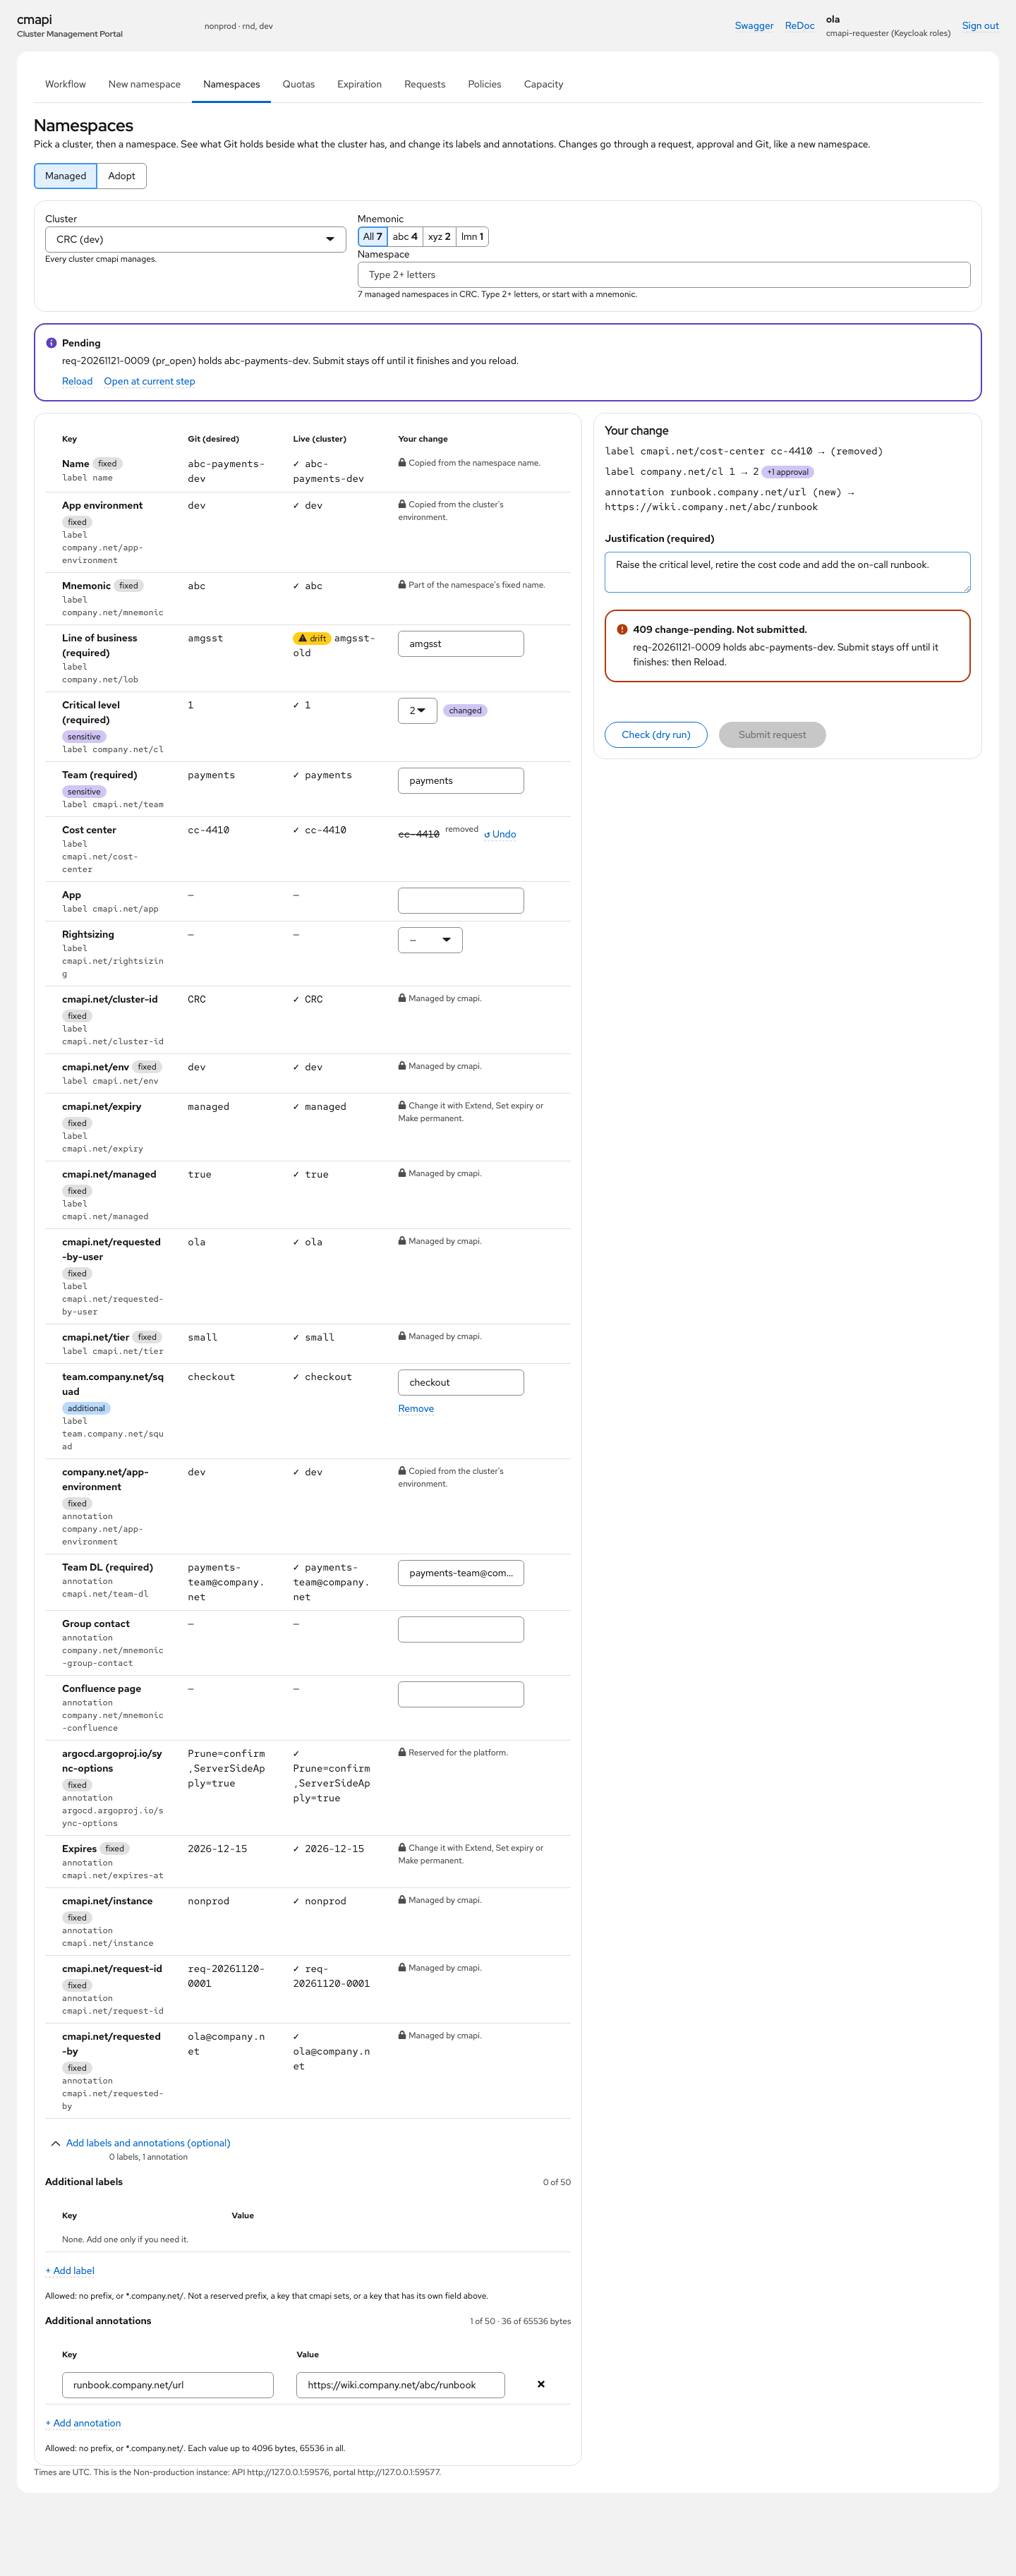 cmapi
Cluster Management Portal
nonprod · rnd, dev
Swagger
ReDoc
ola
cmapi-requester (Keycloak roles)
Sign out
Workflow
New namespace
Namespaces
Quotas
Expiration
Requests
Policies
Capacity
Namespaces
Pick a cluster, then a namespace. See what Git holds beside what the cluster has, and change its labels and annotations. Changes go through a request, approval and Git, like a new namespace.
Managed
Adopt
Cluster
CRC (dev)
Every cluster cmapi manages.
Mnemonic
All 7
abc 4
xyz 2
lmn 1
Namespace
Type 2+ letters
7 managed namespaces in CRC. Type 2+ letters, or start with a mnemonic.
Pending
req-20261121-0009 (pr_open) holds abc-payments-dev. Submit stays off until it finishes and you reload.
Reload
Open at current step
Key
Git (desired)
Live (cluster)
Your change
Name fixed
label name
abc-payments-
dev
✓ abc-
payments-dev
Copied from the namespace name.
App environment
fixed
label
company.net/app-
environment
dev
✓ dev
Copied from the cluster's
environment.
Mnemonic fixed
label
company.net/mnemonic
abc
✓ abc
Part of the namespace's fixed name.
Line of business
(required)
label
company.net/lob
amgsst
drift amgsst-
old
amgsst
Critical level
(required)
sensitive
label company.net/cl
1
✓ 1
2
changed
Team (required)
sensitive
label cmapi.net/team
payments
✓ payments
payments
Cost center
label
cmapi.net/cost-
center
cc-4410
✓ cc-4410
cc-4410 removed ↺ Undo
App
label cmapi.net/app
—
—
Rightsizing
label
cmapi.net/rightsizin
g
—
—
—
cmapi.net/cluster-id
fixed
label
cmapi.net/cluster-id
CRC
✓ CRC
Managed by cmapi.
cmapi.net/env fixed
label cmapi.net/env
dev
✓ dev
Managed by cmapi.
cmapi.net/expiry
fixed
label
cmapi.net/expiry
managed
✓ managed
Change it with Extend, Set expiry or
Make permanent.
cmapi.net/managed
fixed
label
cmapi.net/managed
true
✓ true
Managed by cmapi.
cmapi.net/requested
-by-user
fixed
label
cmapi.net/requested-
by-user
ola
✓ ola
Managed by cmapi.
cmapi.net/tier fixed
label cmapi.net/tier
small
✓ small
Managed by cmapi.
team.company.net/sq
uad
additional
label
team.company.net/squ
ad
checkout
✓ checkout
checkout
Remove
company.net/app-
environment
fixed
annotation
company.net/app-
environment
dev
✓ dev
Copied from the cluster's
environment.
Team DL (required)
annotation
cmapi.net/team-dl
payments-
team@company.
net
✓ payments-
team@company.
net
payments-team@com...
Group contact
annotation
company.net/mnemonic
-group-contact
—
—
Confluence page
annotation
company.net/mnemonic
-confluence
—
—
argocd.argoproj.io/sy
nc-options
fixed
annotation
argocd.argoproj.io/s
ync-options
Prune=confirm
,ServerSideAp
ply=true
✓
Prune=confirm
,ServerSideAp
ply=true
Reserved for the platform.
Expires fixed
annotation
cmapi.net/expires-at
2026-12-15
✓ 2026-12-15
Change it with Extend, Set expiry or
Make permanent.
cmapi.net/instance
fixed
annotation
cmapi.net/instance
nonprod
✓ nonprod
Managed by cmapi.
cmapi.net/request-id
fixed
annotation
cmapi.net/request-id
req-20261120-
0001
✓ req-
20261120-0001
Managed by cmapi.
cmapi.net/requested
-by
fixed
annotation
cmapi.net/requested-
by
ola@company.n
et
✓
ola@company.n
et
Managed by cmapi.
Add labels and annotations (optional)
0 labels, 1 annotation
Additional labels
0 of 50
Key
Value
None. Add one only if you need it.
+ Add label
Allowed: no prefix, or *.company.net/. Not a reserved prefix, a key that cmapi sets, or a key that has its own field above.
Additional annotations
1 of 50 · 36 of 65536 bytes
Key
Value
runbook.company.net/url
https://wiki.company.net/abc/runbook
+ Add annotation
Allowed: no prefix, or *.company.net/. Each value up to 4096 bytes, 65536 in all.
Your change
label cmapi.net/cost-center cc-4410 → (removed)
label company.net/cl 1 → 2 +1 approval
annotation runbook.company.net/url (new) →
https://wiki.company.net/abc/runbook
Justification (required)
Raise the critical level, retire the cost code and add the on-call runbook.
409 change-pending. Not submitted.
req-20261121-0009 holds abc-payments-dev. Submit stays off until it
finishes: then Reload.
Check (dry run)
Submit request
Times are UTC. This is the Non-production instance: API http://127.0.0.1:59576, portal http://127.0.0.1:59577.